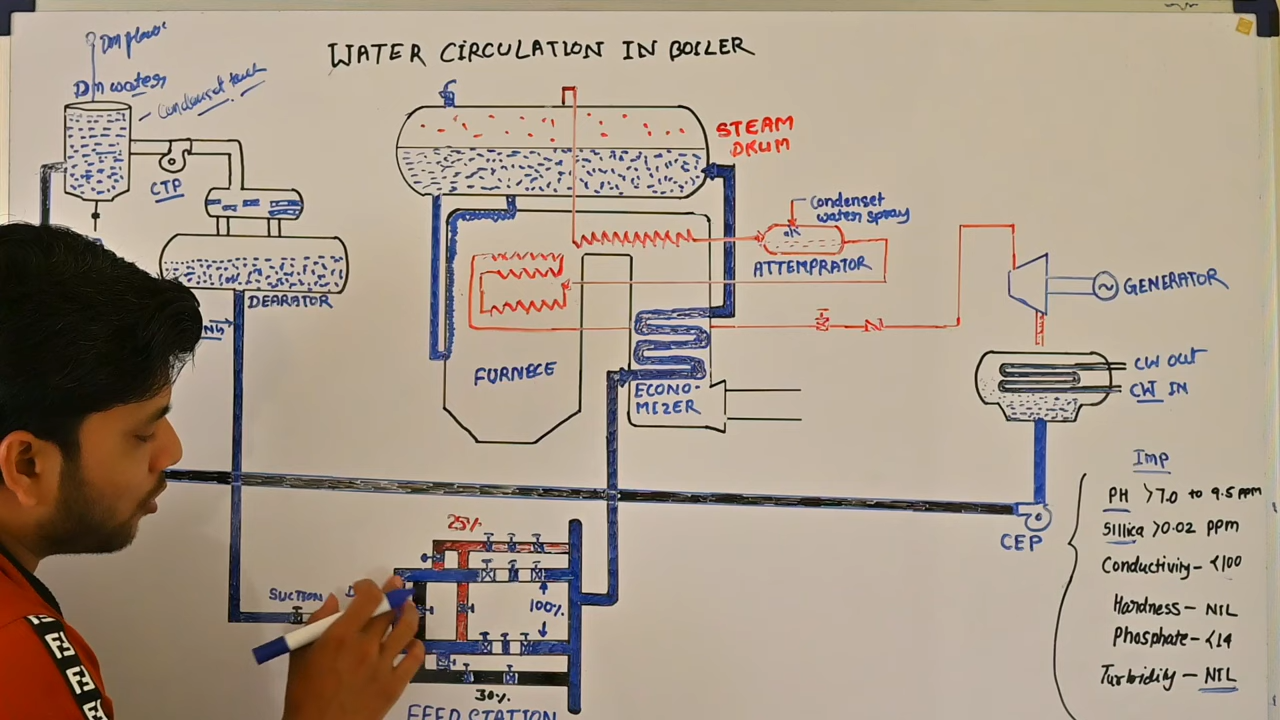 WATER CIRCULATION IN BOILER
Dm water
STEAM
DRUM
CTP
Condenset
water spray
ATTEMPRATOR
DEARATOR
GENERATOR
FURNECE
ECONO-
MIZER
CW OUT
CW IN
Imp
PH >7.0 to 9.5 ppm
Sillica >0.02 ppm
Conductivity - <100
Hardness - NIL
Phosphate - <14
Turbidity - NIL
CEP
25%
SUCTION
100%
30%
FEED STATION